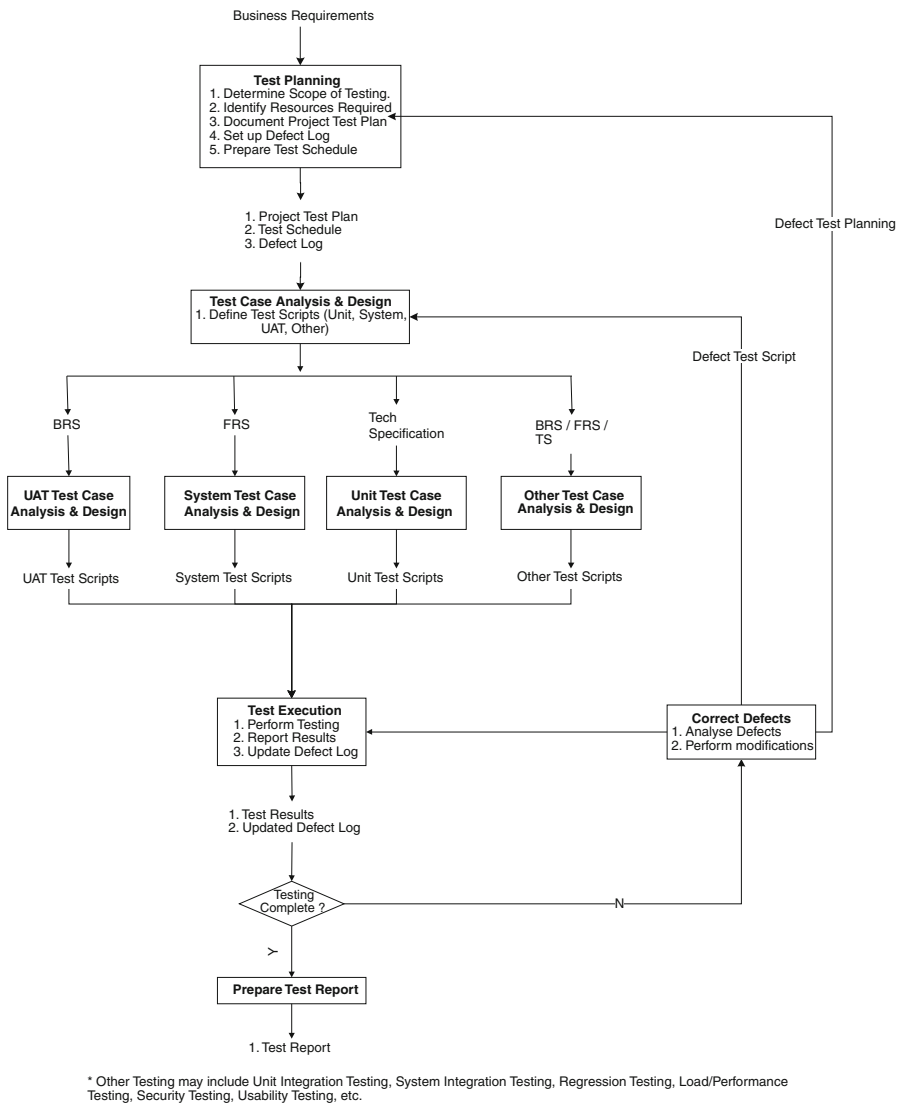 Business Requirements
Test Planning
1. Determine Scope of Testing.
2. Identify Resources Required
3. Document Project Test Plan
4. Set up Defect Log
5. Prepare Test Schedule
Defect Test Planning
1. Project Test Plan
2. Test Schedule
3. Defect Log
Test Case Analysis & Design
1. Define Test Scripts (Unit, System,
UAT, Other)
Defect Test Script
BRS
FRS
Tech
Specification
BRS / FRS /
TS
UAT Test Case
Analysis & Design
System Test Case
Analysis & Design
Unit Test Case
Analysis & Design
Other Test Case
Analysis & Design
UAT Test Scripts
System Test Scripts
Unit Test Scripts
Other Test Scripts
Test Execution
1. Perform Testing
2. Report Results
3. Update Defect Log
Correct Defects
1. Analyse Defects
2. Perform modifications
1. Test Results
2. Updated Defect Log
Testing
Complete ?
N
Y
Prepare Test Report
1. Test Report
* Other Testing may include Unit Integration Testing, System Integration Testing, Regression Testing, Load/Performance
Testing, Security Testing, Usability Testing, etc.